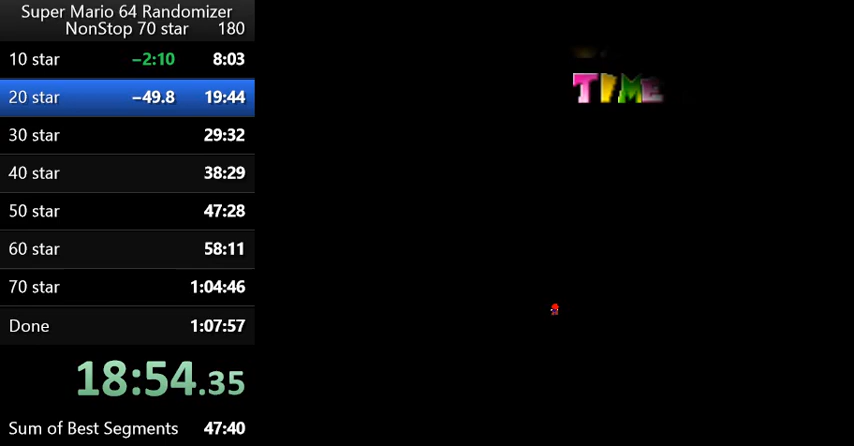 Super Mario 64 Randomizer
NonStop 70 star 180
10 star −2:10 8:03
20 star −49.8 19:44
30 star 29:32
40 star 38:29
50 star 47:28
60 star 58:11
70 star 1:04:46
Done 1:07:57
18:54.35
Sum of Best Segments 47:40
TIME